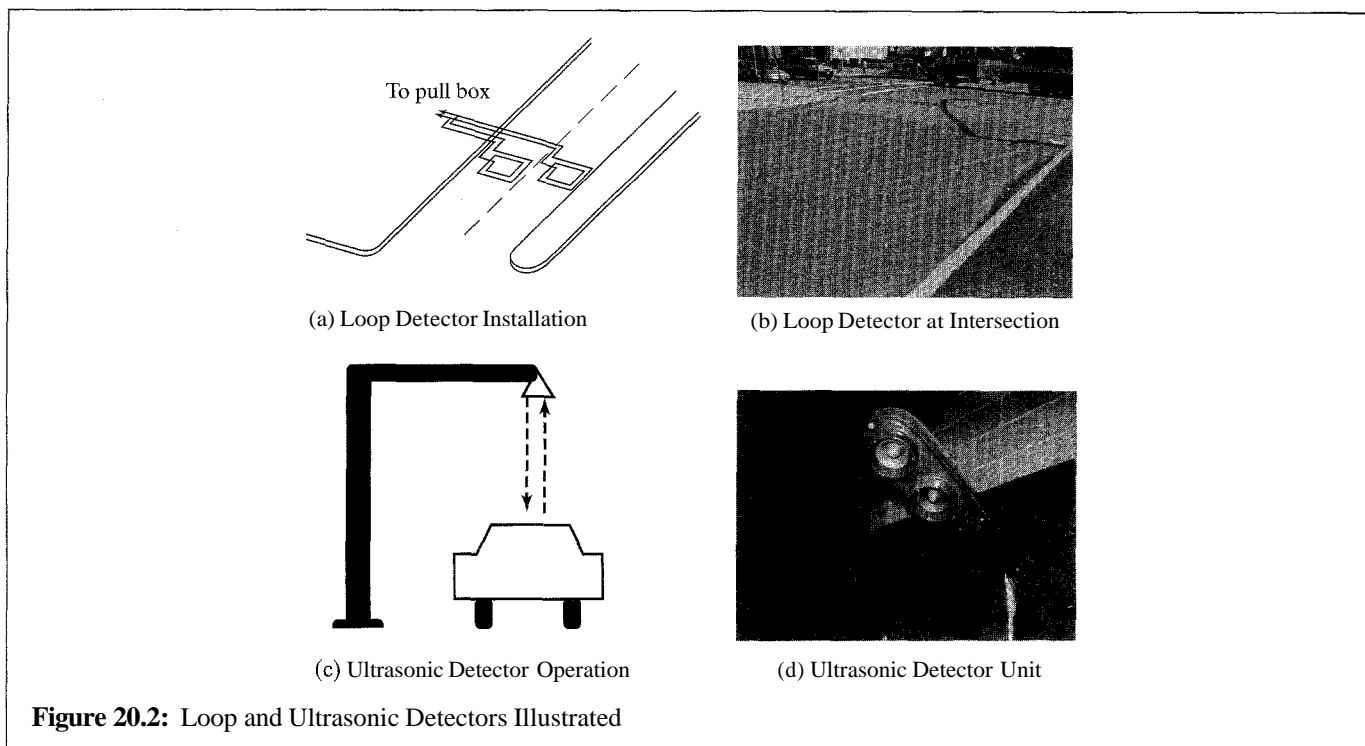 To pull box
(a) Loop Detector Installation
(b) Loop Detector at Intersection
(c) Ultrasonic Detector Operation
(d) Ultrasonic Detector Unit
Figure 20.2: Loop and Ultrasonic Detectors Illustrated